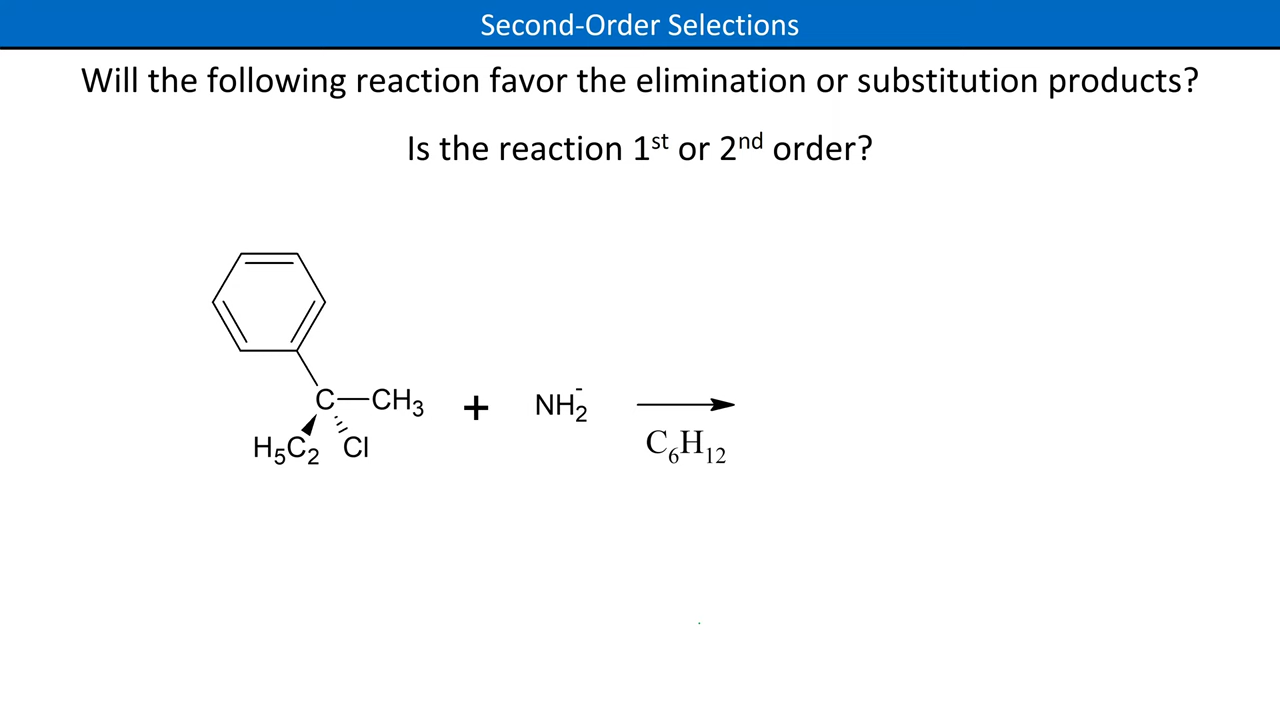 Second-Order Selections
Will the following reaction favor the elimination or substitution products?
Is the reaction 1st or 2nd order?
C—CH3 + NH2-
H5C2 Cl C6H12